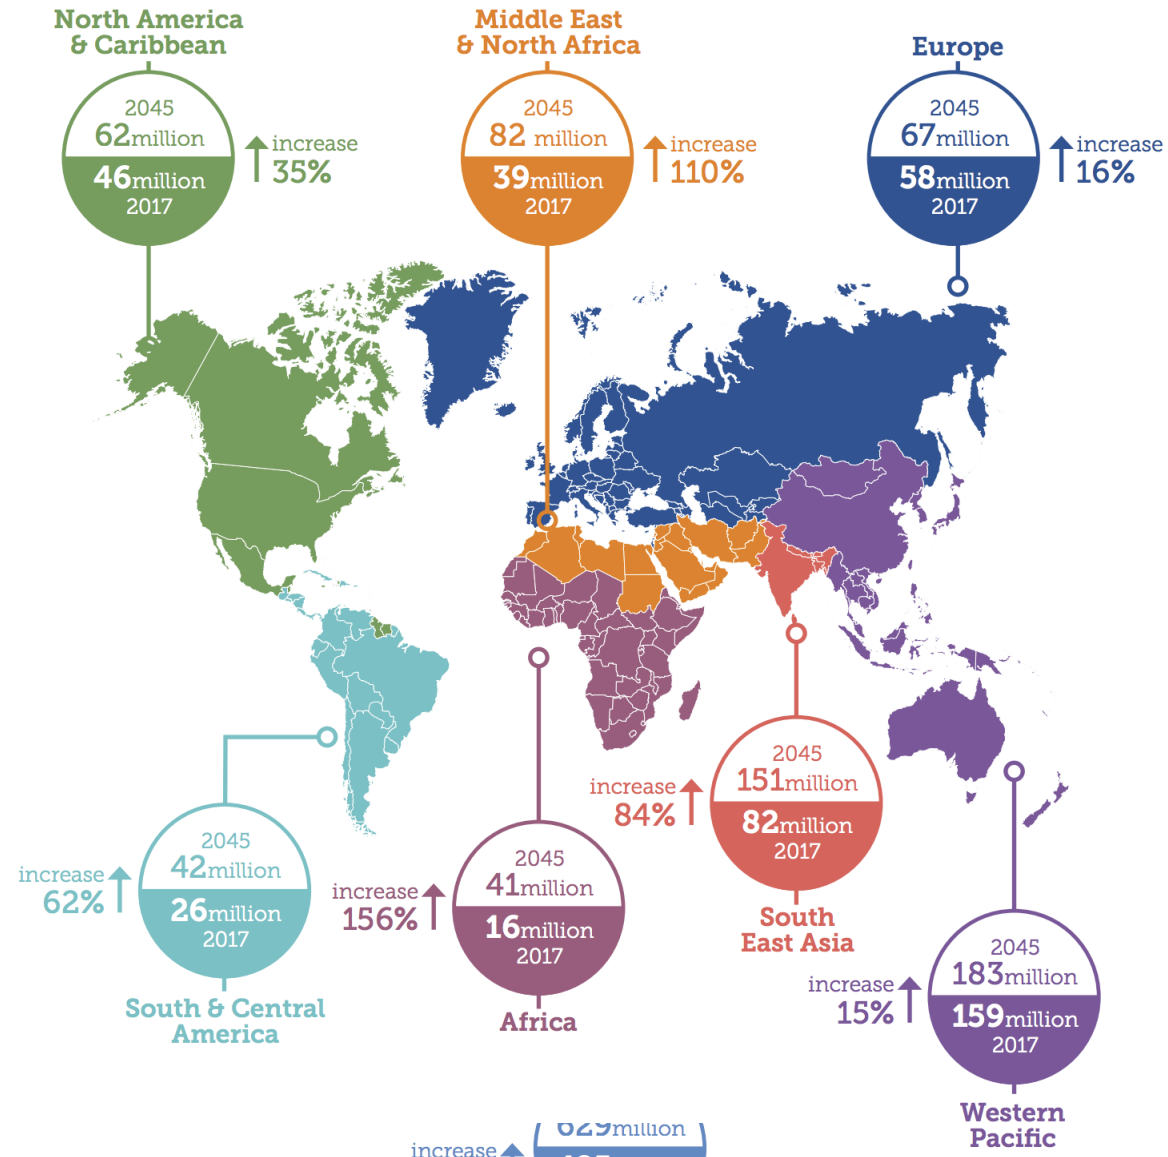 North America
& Caribbean
2045
62million
46million
2017
increase
35%
Middle East
& North Africa
2045
82 million
39million
2017
increase
110%
Europe
2045
67million
58million
2017
increase
16%
South & Central
America
2045
42million
26million
2017
increase
62%
2045
41million
16million
2017
increase
156%
Africa
2045
151million
82million
2017
increase
84%
South
East Asia
2045
183million
159million
2017
increase
15%
Western
Pacific
629million
increase